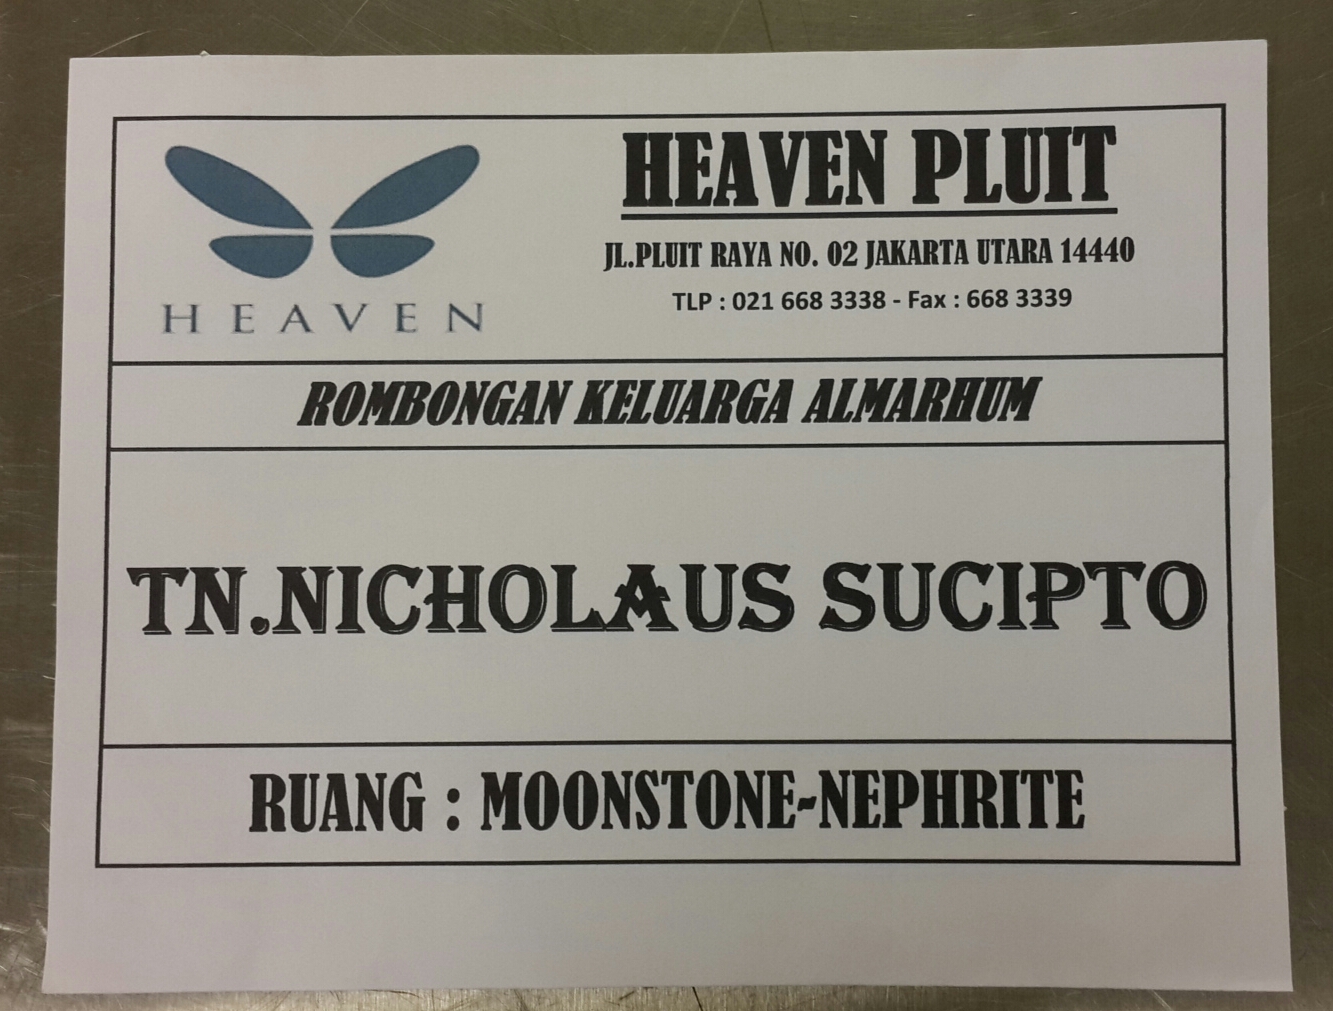 HEAVEN
HEAVEN PLUIT
JL.PLUIT RAYA NO. 02 JAKARTA UTARA 14440
TLP : 021 668 3338 - Fax : 668 3339
ROMBONGAN KELUARGA ALMARHUM
TN.NICHOLAUS SUCIPTO
RUANG : MOONSTONE-NEPHRITE